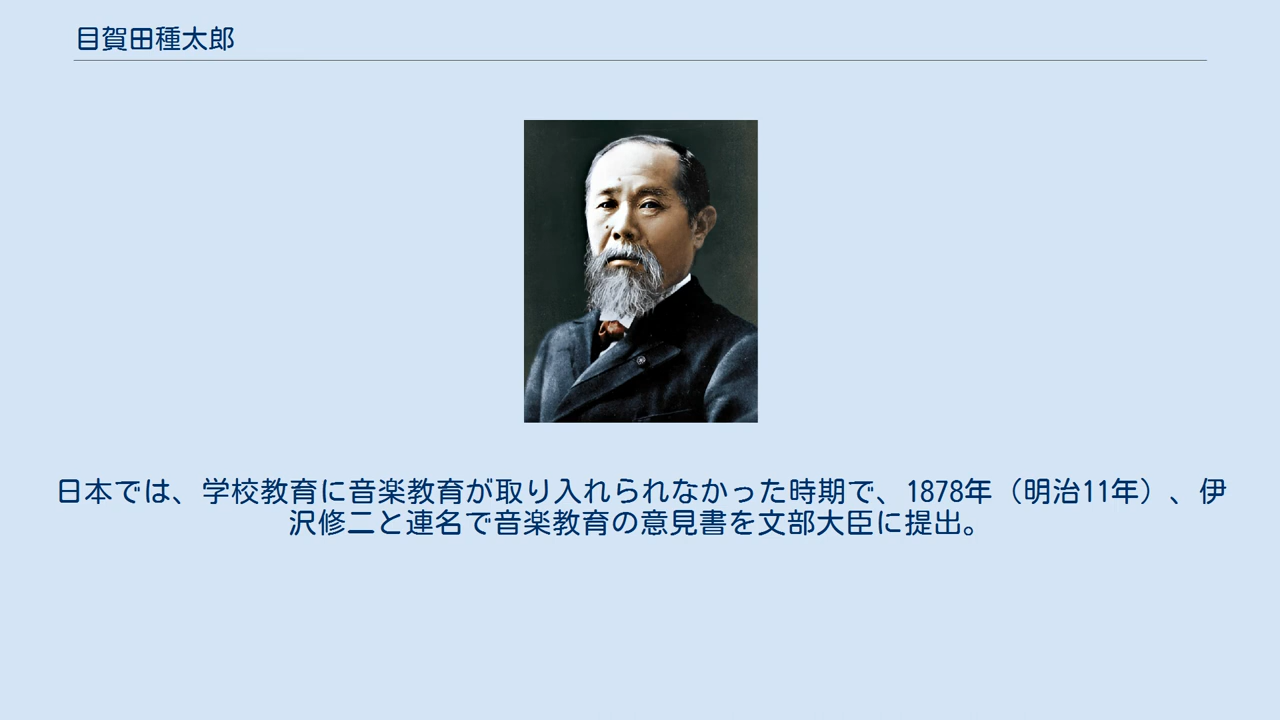 目賀田種太郎
日本では、学校教育に音楽教育が取り入れられなかった時期で、1878年（明治11年）、伊
沢修二と連名で音楽教育の意見書を文部大臣に提出。